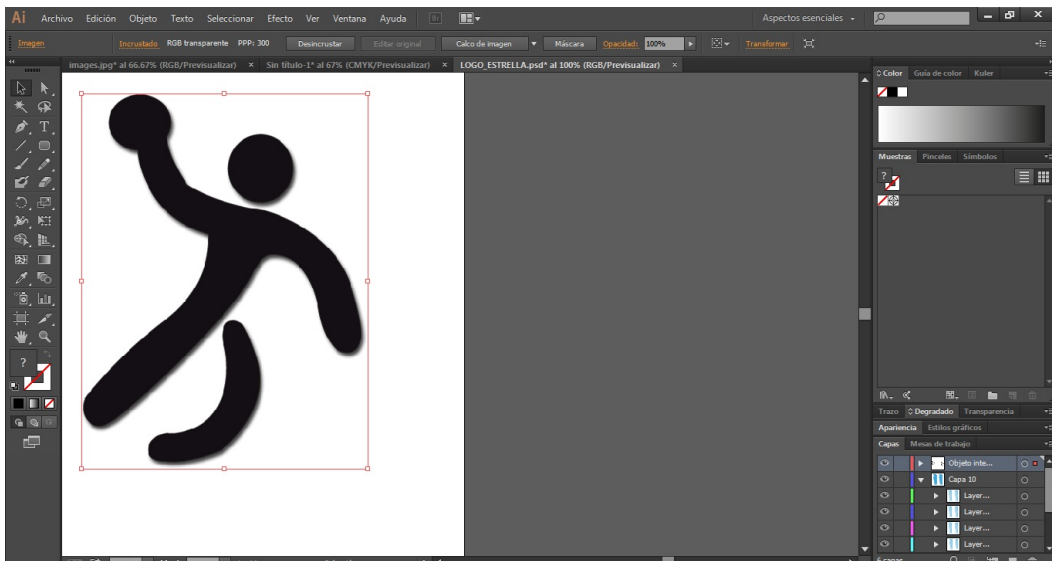 Ai Archivo Edición Objeto Texto Seleccionar Efecto Ver Ventana Ayuda Br Aspectos esenciales
Imagen Incrustado RGB transparente PPP: 300 Desincrustar Editar original Calco de imagen Máscara Opacidad: 100% Transformar
images.jpg* al 66.67% (RGB/Previsualizar) × Sin título-1* al 67% (CMYK/Previsualizar) × LOGO_ESTRELLA.psd* al 100% (RGB/Previsualizar) ×
Color Guía de color Kuler
Muestras Pinceles Símbolos
?
?
Trazo Degradado Transparencia
Apariencia Estilos gráficos
Capas Mesas de trabajo
Objeto inte...
Capa 10
Layer...
Layer...
Layer...
Layer...
6 capas